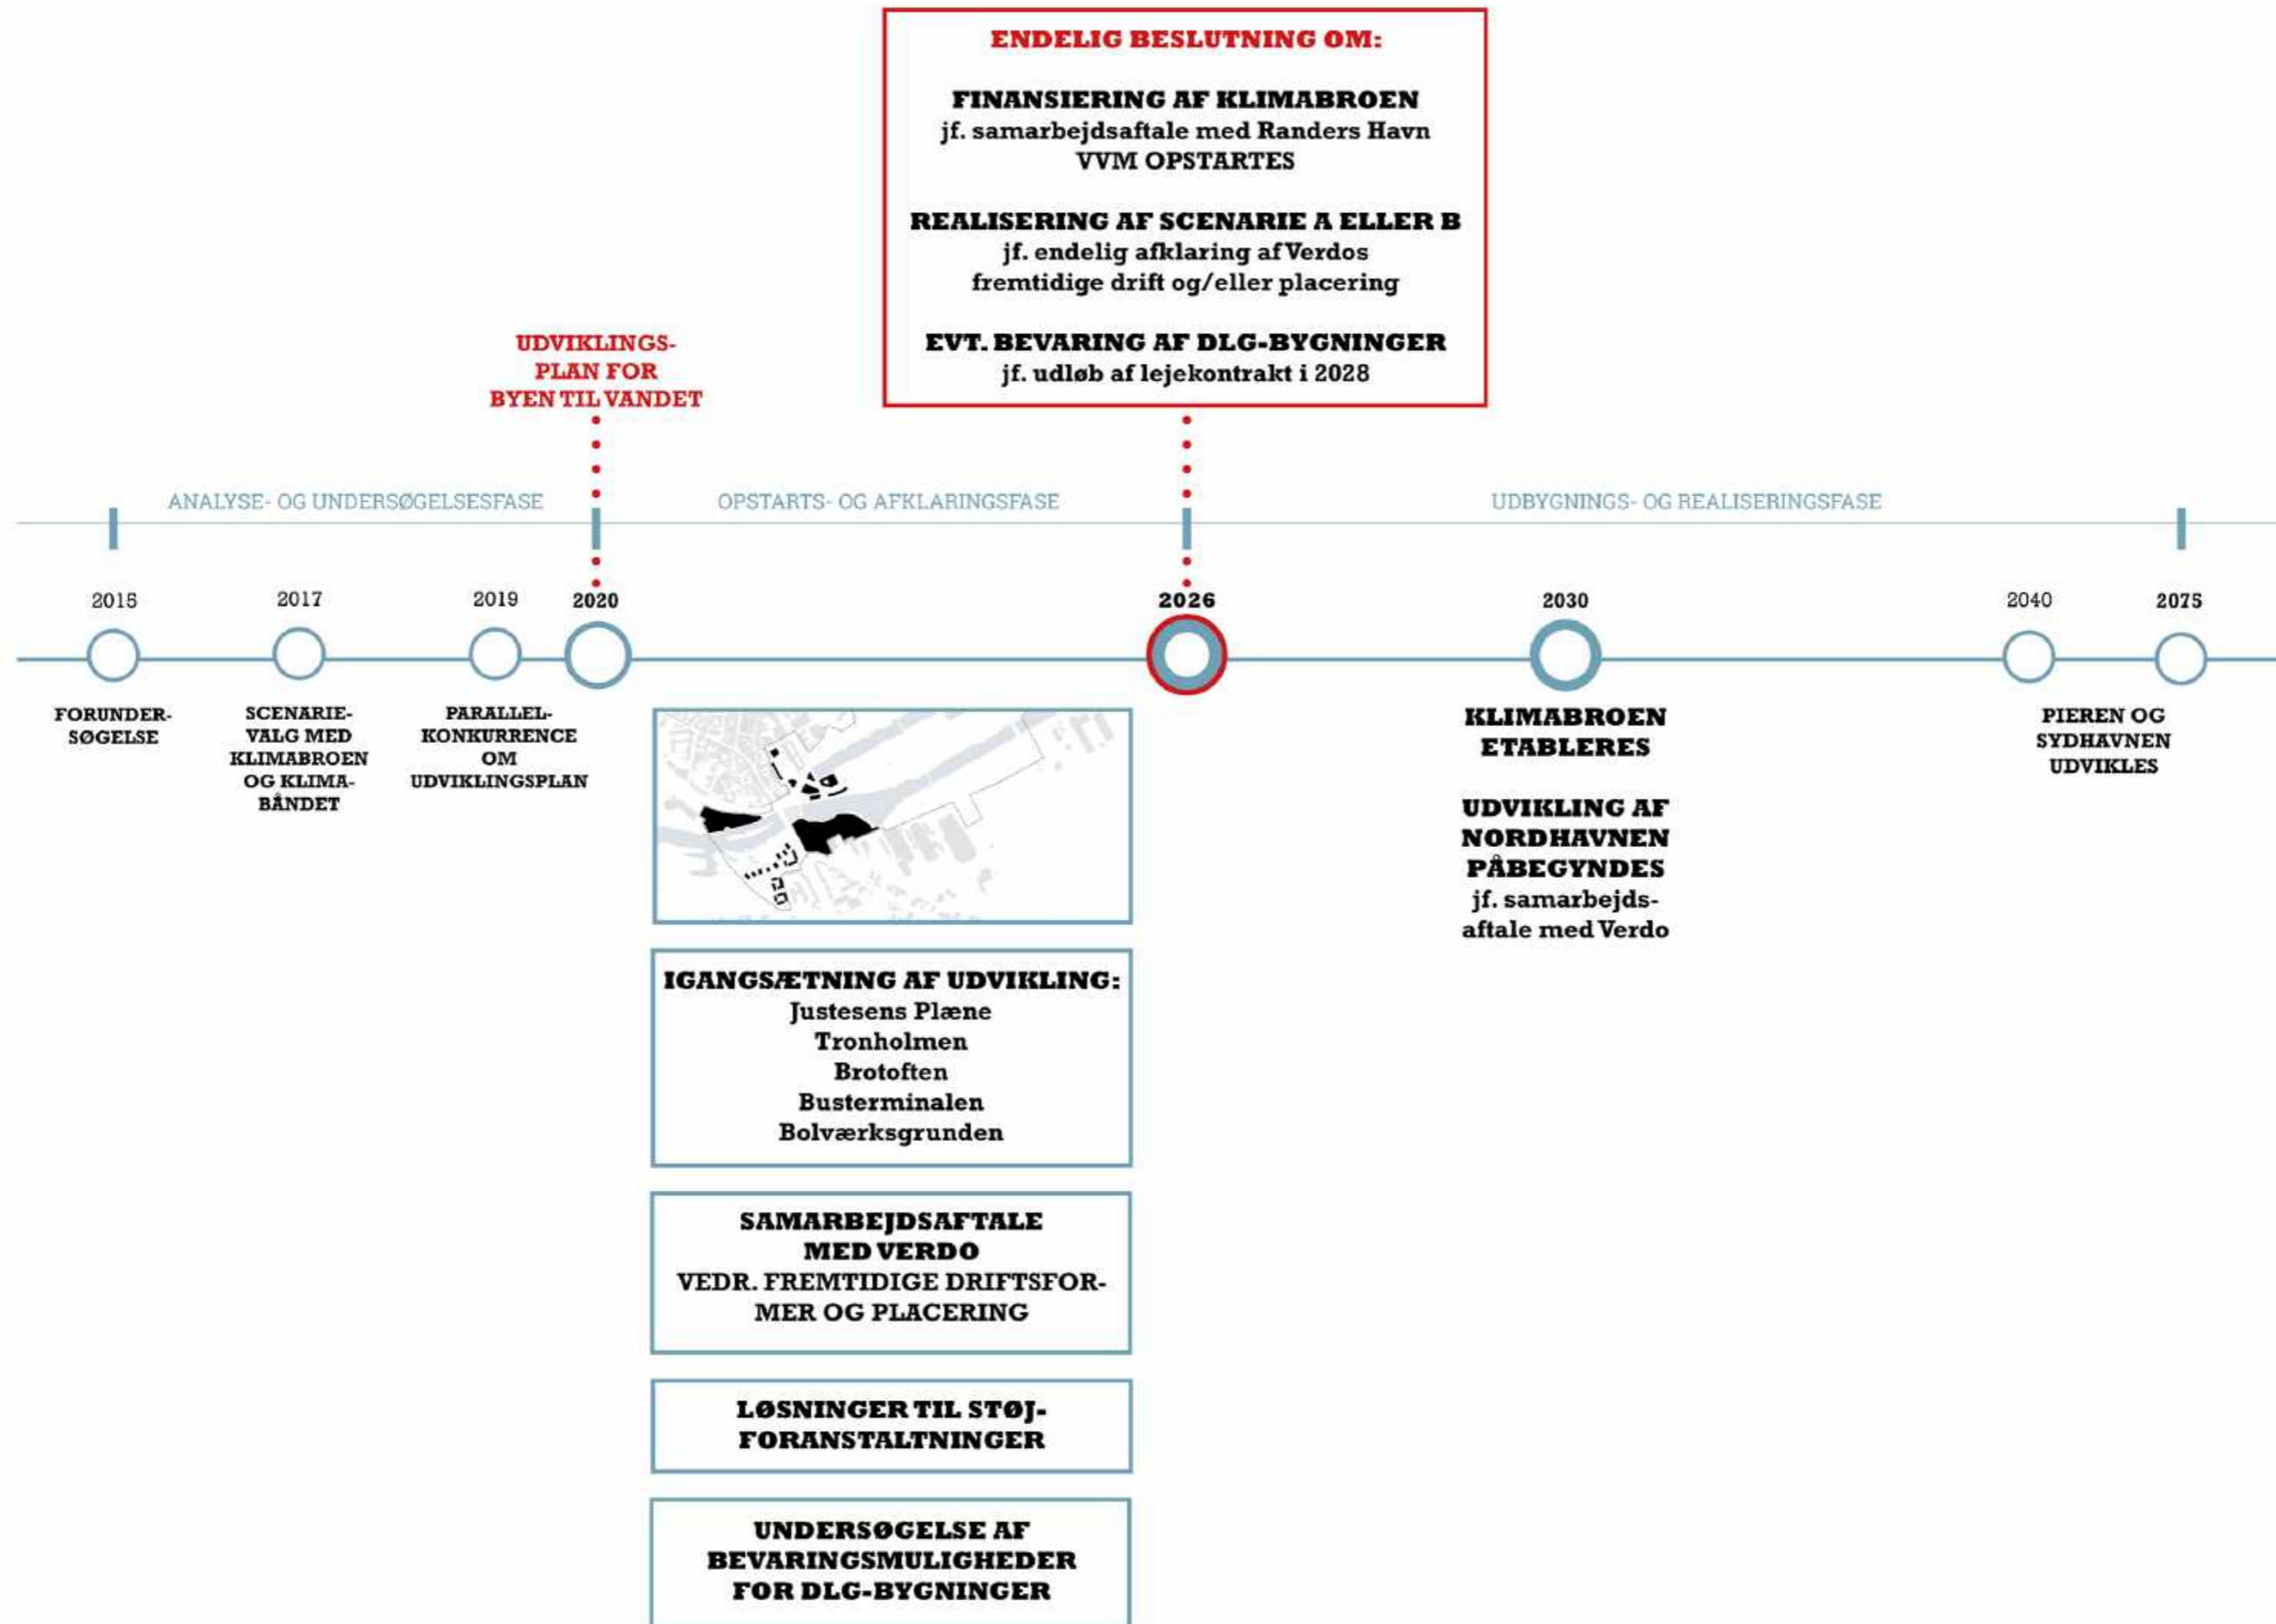 ENDELIG BESLUTNING OM:
FINANSIERING AF KLIMABROEN
jf. samarbejdsaftale med Randers Havn
VVM OPSTARTES
REALISERING AF SCENARIE A ELLER B
jf. endelig afklaring af Verdos
fremtidige drift og/eller placering
EVT. BEVARING AF DLG-BYGNINGER
jf. udløb af lejekontrakt i 2028
UDVIKLINGS-
PLAN FOR
BYEN TIL VANDET
ANALYSE- OG UNDERSØGELSESFASE
OPSTARTS- OG AFKLARINGSFASE
UDBYGNINGS- OG REALISERINGSFASE
2015
2017
2019
2020
2026
2030
2040
2075
FORUNDER-
SØGELSE
SCENARIE-
VALG MED
KLIMABROEN
OG KLIMA-
BÅNDET
PARALLEL-
KONKURRENCE
OM
UDVIKLINGSPLAN
KLIMABROEN
ETABLERES
UDVIKLING AF
NORDHAVNEN
PÅBEGYNDES
jf. samarbejds-
aftale med Verdo
PIEREN OG
SYDHAVNEN
UDVIKLES
IGANGSÆTNING AF UDVIKLING:
Justesens Plæne
Tronholmen
Brotoften
Busterminalen
Bolværksgrunden
SAMARBEJDSAFTALE
MED VERDO
VEDR. FREMTIDIGE DRIFTSFOR-
MER OG PLACERING
LØSNINGER TIL STØJ-
FORANSTALTNINGER
UNDERSØGELSE AF
BEVARINGSMULIGHEDER
FOR DLG-BYGNINGER